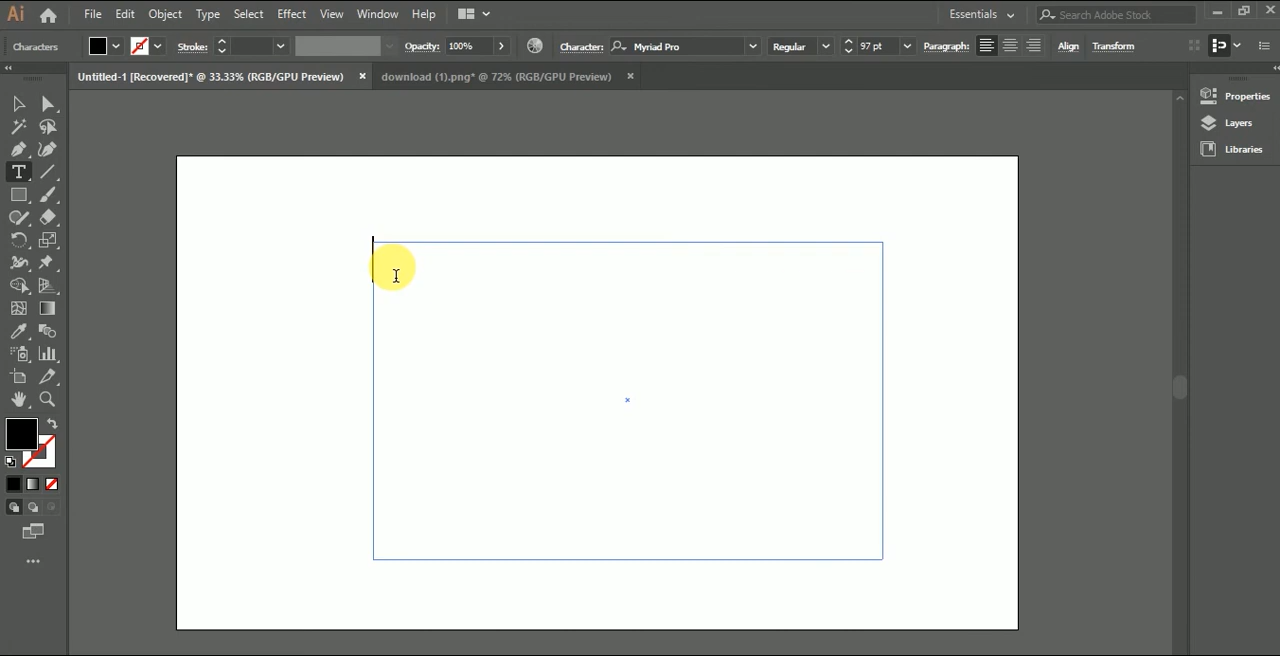 Ai File Edit Object Type Select Effect View Window Help Essentials Search Adobe Stock
Characters Stroke: Opacity: 100% Character: Myriad Pro Regular 97 pt Paragraph: Align Transform
Untitled-1 [Recovered]* @ 33.33% (RGB/GPU Preview) × download (1).png* @ 72% (RGB/GPU Preview) ×
Properties
Layers
Libraries